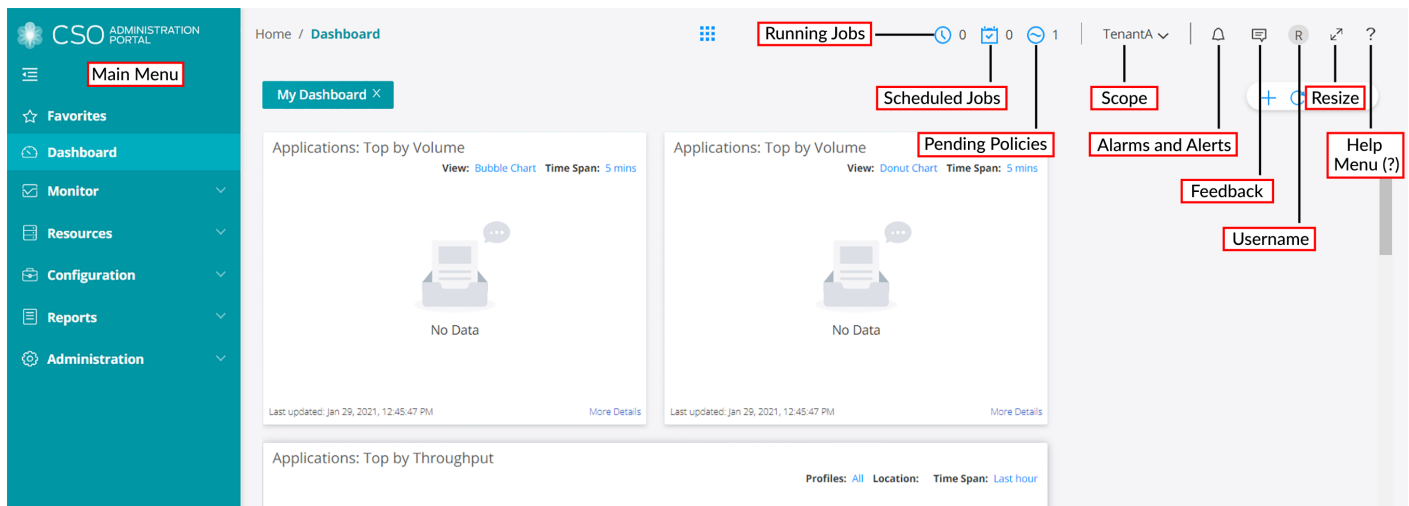 CSO ADMINISTRATION PORTAL
Main Menu
Favorites
Dashboard
Monitor
Resources
Configuration
Reports
Administration
Home / Dashboard
Running Jobs
0
0
1
TenantA
R
?
Scheduled Jobs
Scope
Resize
Pending Policies
Alarms and Alerts
Help
Menu (?)
Feedback
Username
My Dashboard X
Applications: Top by Volume
View: Bubble Chart Time Span: 5 mins
No Data
Last updated: Jan 29, 2021, 12:45:47 PM More Details
Applications: Top by Volume
View: Donut Chart Time Span: 5 mins
No Data
Last updated: Jan 29, 2021, 12:45:47 PM More Details
Applications: Top by Throughput
Profiles: All Location: Time Span: Last hour